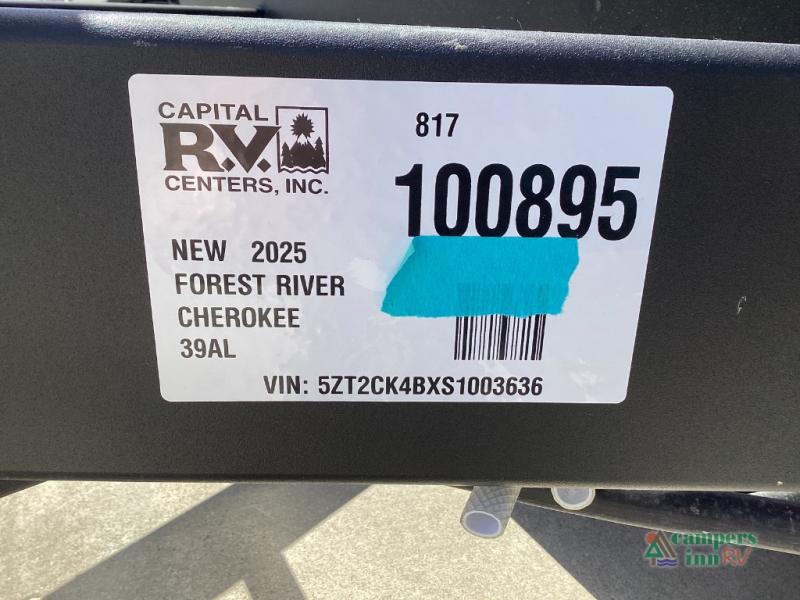 CAPITAL
R.V.
CENTERS, INC.
817
100895
NEW 2025
FOREST RIVER
CHEROKEE
39AL
VIN: 5ZT2CK4BXS1003636
campers
inn RV